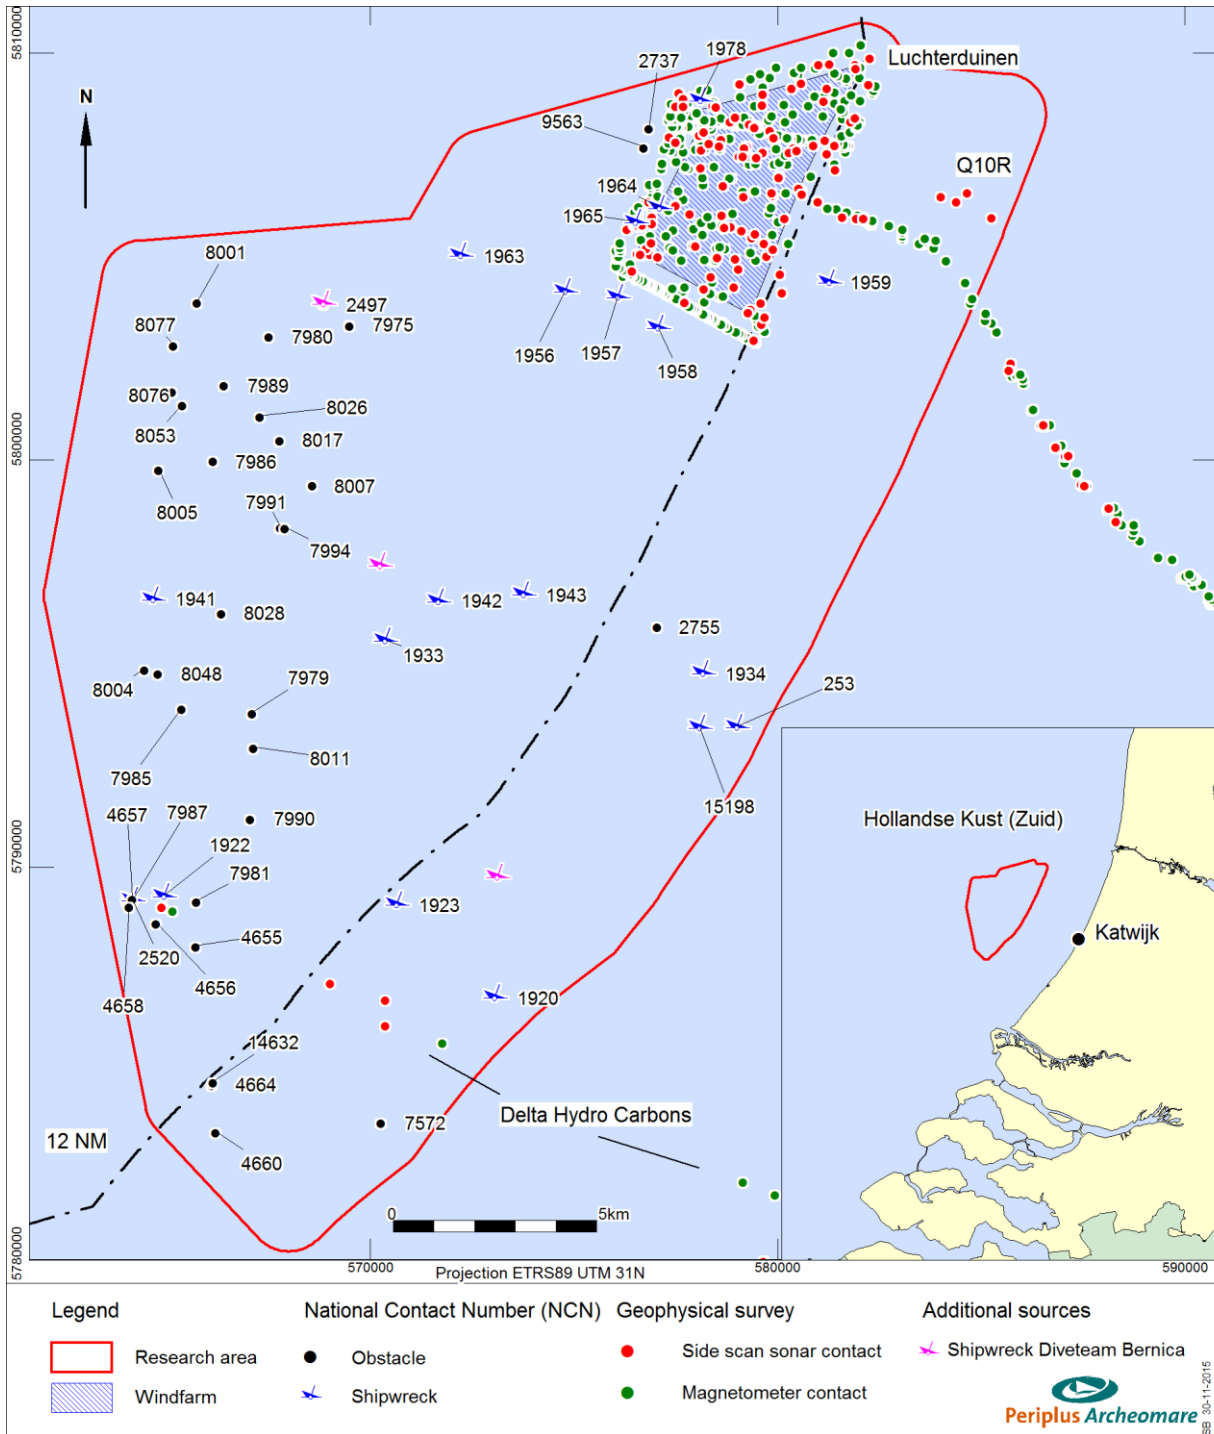 5810000
2737
1978
Luchterduinen
N
9563
Q10R
1964
1965
8001
1963
1959
2497
8077
7980
7975
1956
1957
1958
8076
7989
8026
8053
8017
5800000
7986
8005
7991
8007
7994
1941
1942
1943
8028
1933
2755
8004
8048
7979
1934
253
7985
8011
4657
7987
15198
7990
1922
Hollandse Kust (Zuid)
5790000
7981
1923
Katwijk
2520
4655
4656
4658
1920
14632
4664
Delta Hydro Carbons
7572
12 NM
4660
0
5km
5780000
570000
Projection ETRS89 UTM 31N
580000
590000
Legend
National Contact Number (NCN)
Geophysical survey
Additional sources
Research area
Obstacle
Side scan sonar contact
Shipwreck Diveteam Bernica
Windfarm
Shipwreck
Magnetometer contact
Periplus Archeomare
SB 30-11-2015